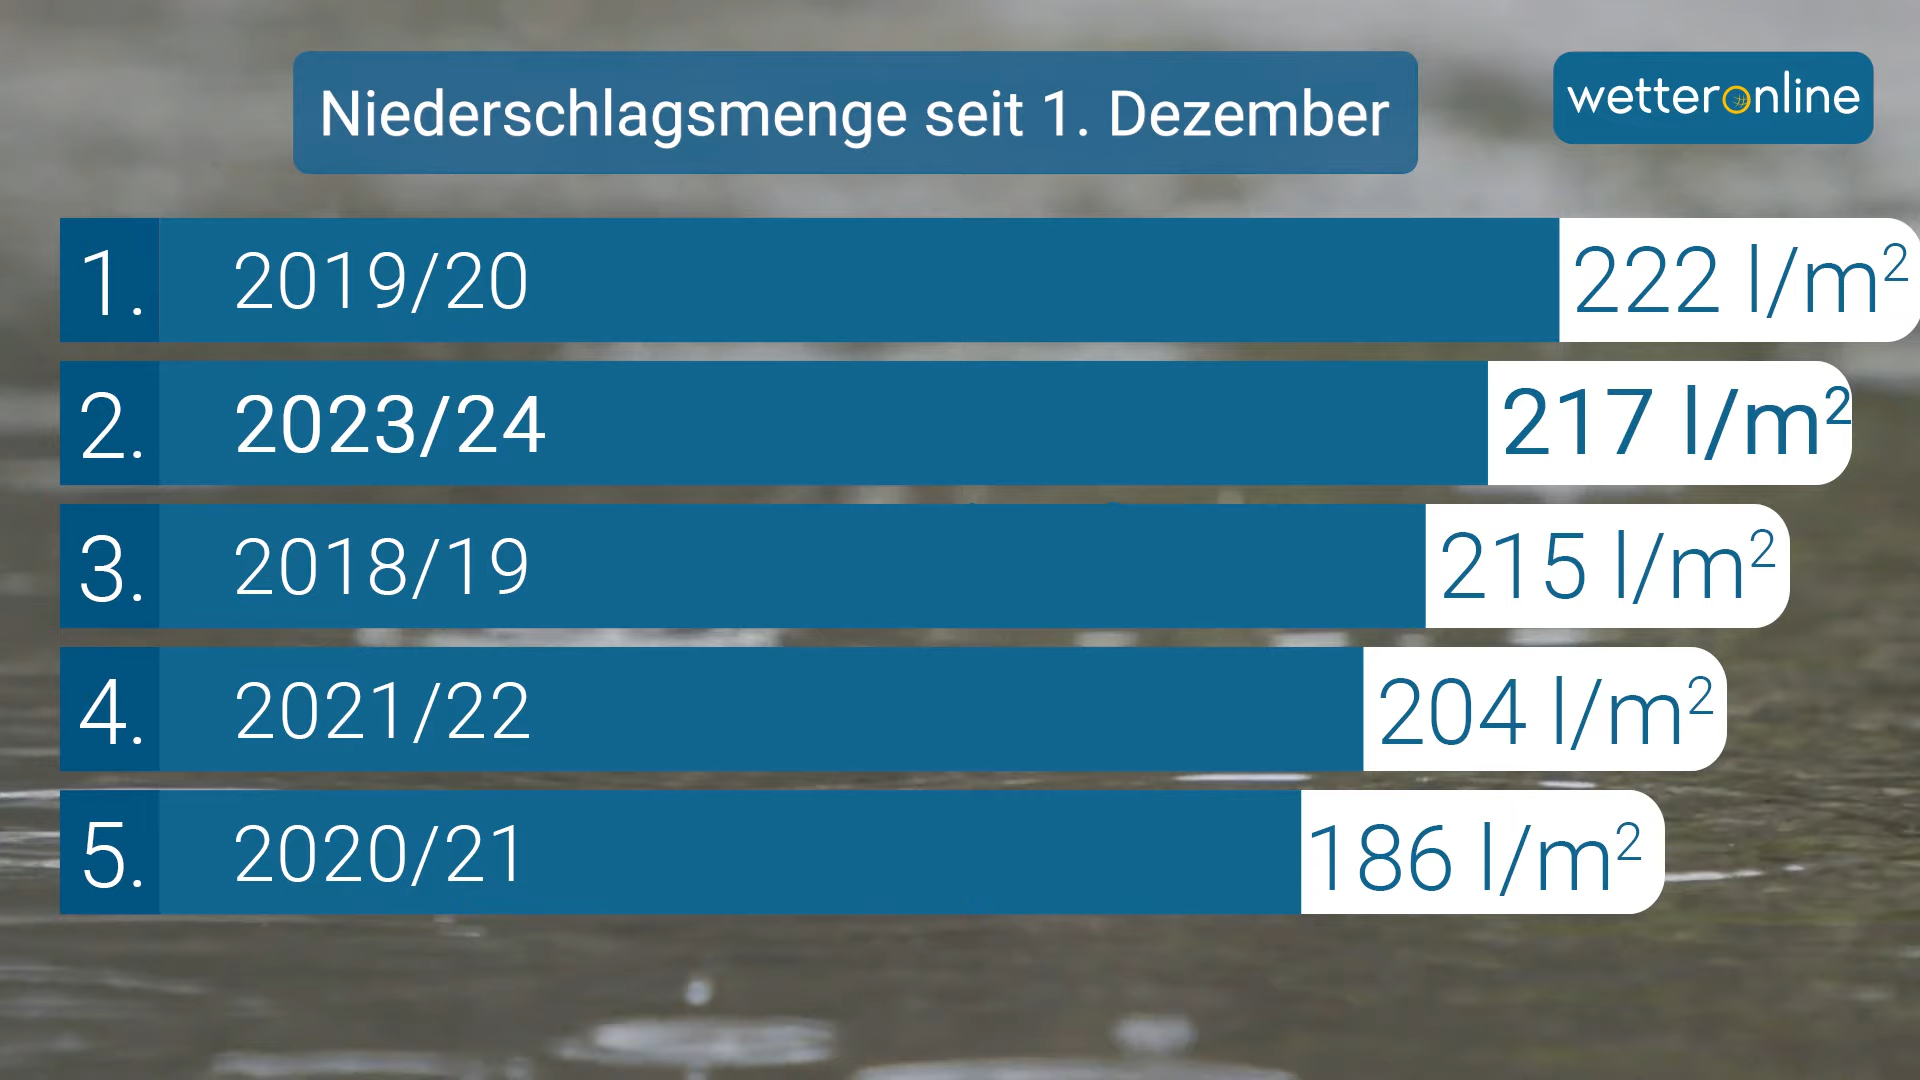 Niederschlagsmenge seit 1. Dezember
wetteronline
1. 2019/20 222 l/m²
2. 2023/24 217 l/m²
3. 2018/19 215 l/m²
4. 2021/22 204 l/m²
5. 2020/21 186 l/m²